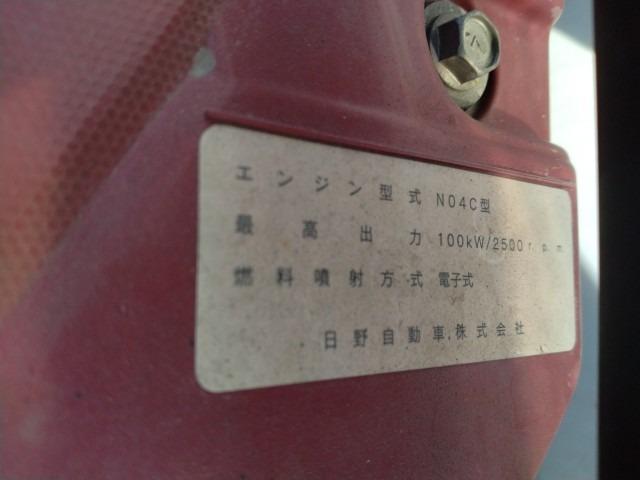 エンジン型式 N04C型
最高出力 100kW/2500r.p.m.
燃料噴射方式 電子式
日野自動車株式会社